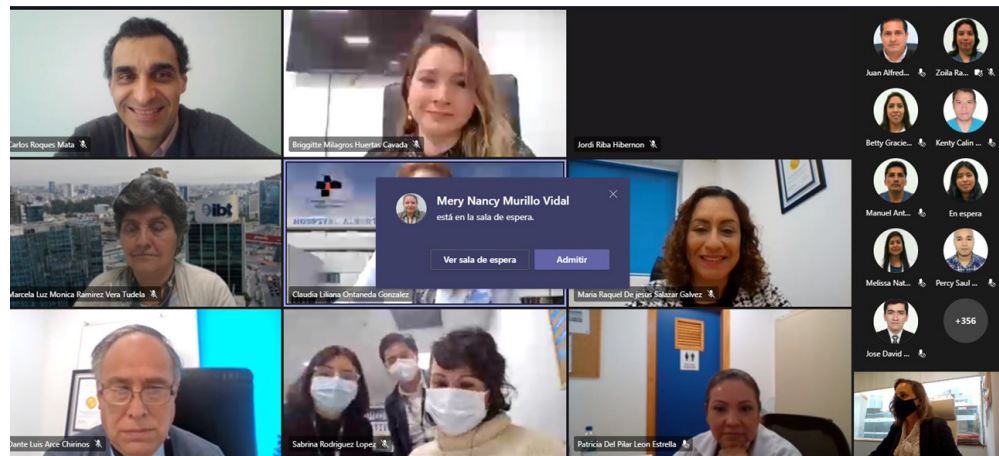 Carlos Roques Mata
Briggitte Milagros Huertas Cavada
Jordi Riba Hibernon
Marcela Luz Monica Ramirez Vera Tudela
ibt
Claudia Liliana Ontaneda Gonzalez
Mery Nancy Murillo Vidal
está en la sala de espera.
Ver sala de espera
Admitir
Maria Raquel De jesus Salazar Galvez
Dante Luis Arce Chirinos
Sabrina Rodriguez Lopez
Patricia Del Pilar Leon Estrella
Juan Alfred...
Zoila Ra...
Betty Gracie...
Kenty Calin ...
Manuel Ant...
En espera
Melissa Nat...
Percy Saul ...
Jose David ...
+356